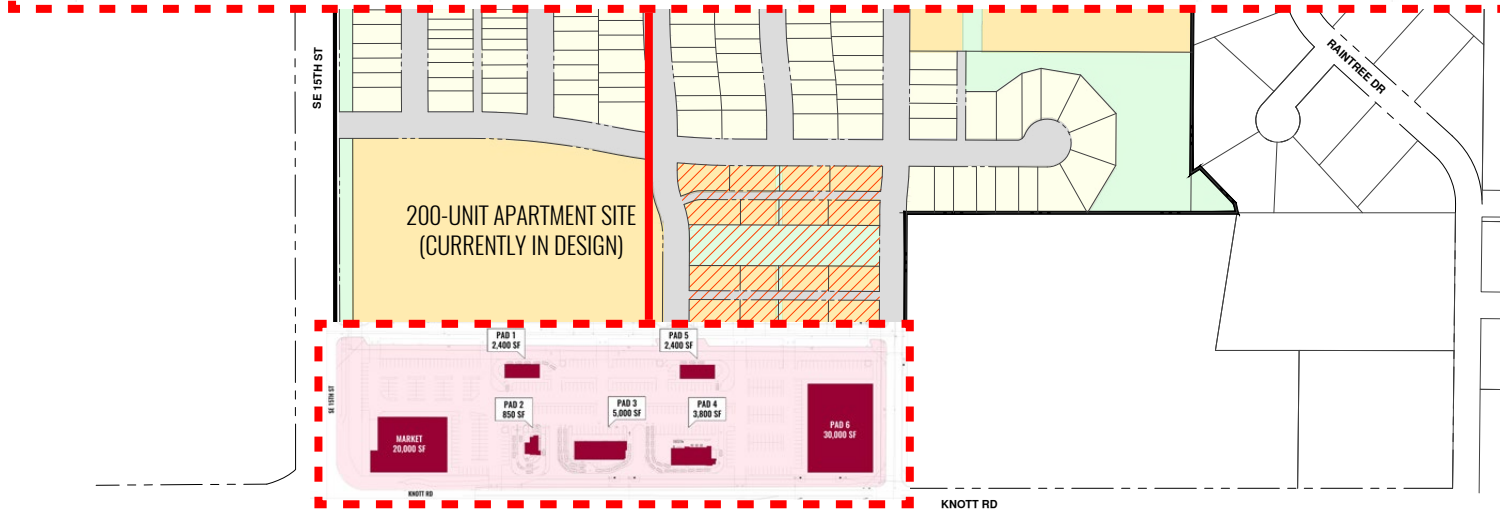 SE 15TH ST
RAINTREE DR
200-UNIT APARTMENT SITE
(CURRENTLY IN DESIGN)
PAD 1
2,400 SF
PAD 5
2,400 SF
SE 15TH ST
PAD 2
850 SF
PAD 3
5,000 SF
PAD 4
3,800 SF
MARKET
20,000 SF
PAD 6
30,000 SF
KNOTT RD
KNOTT RD